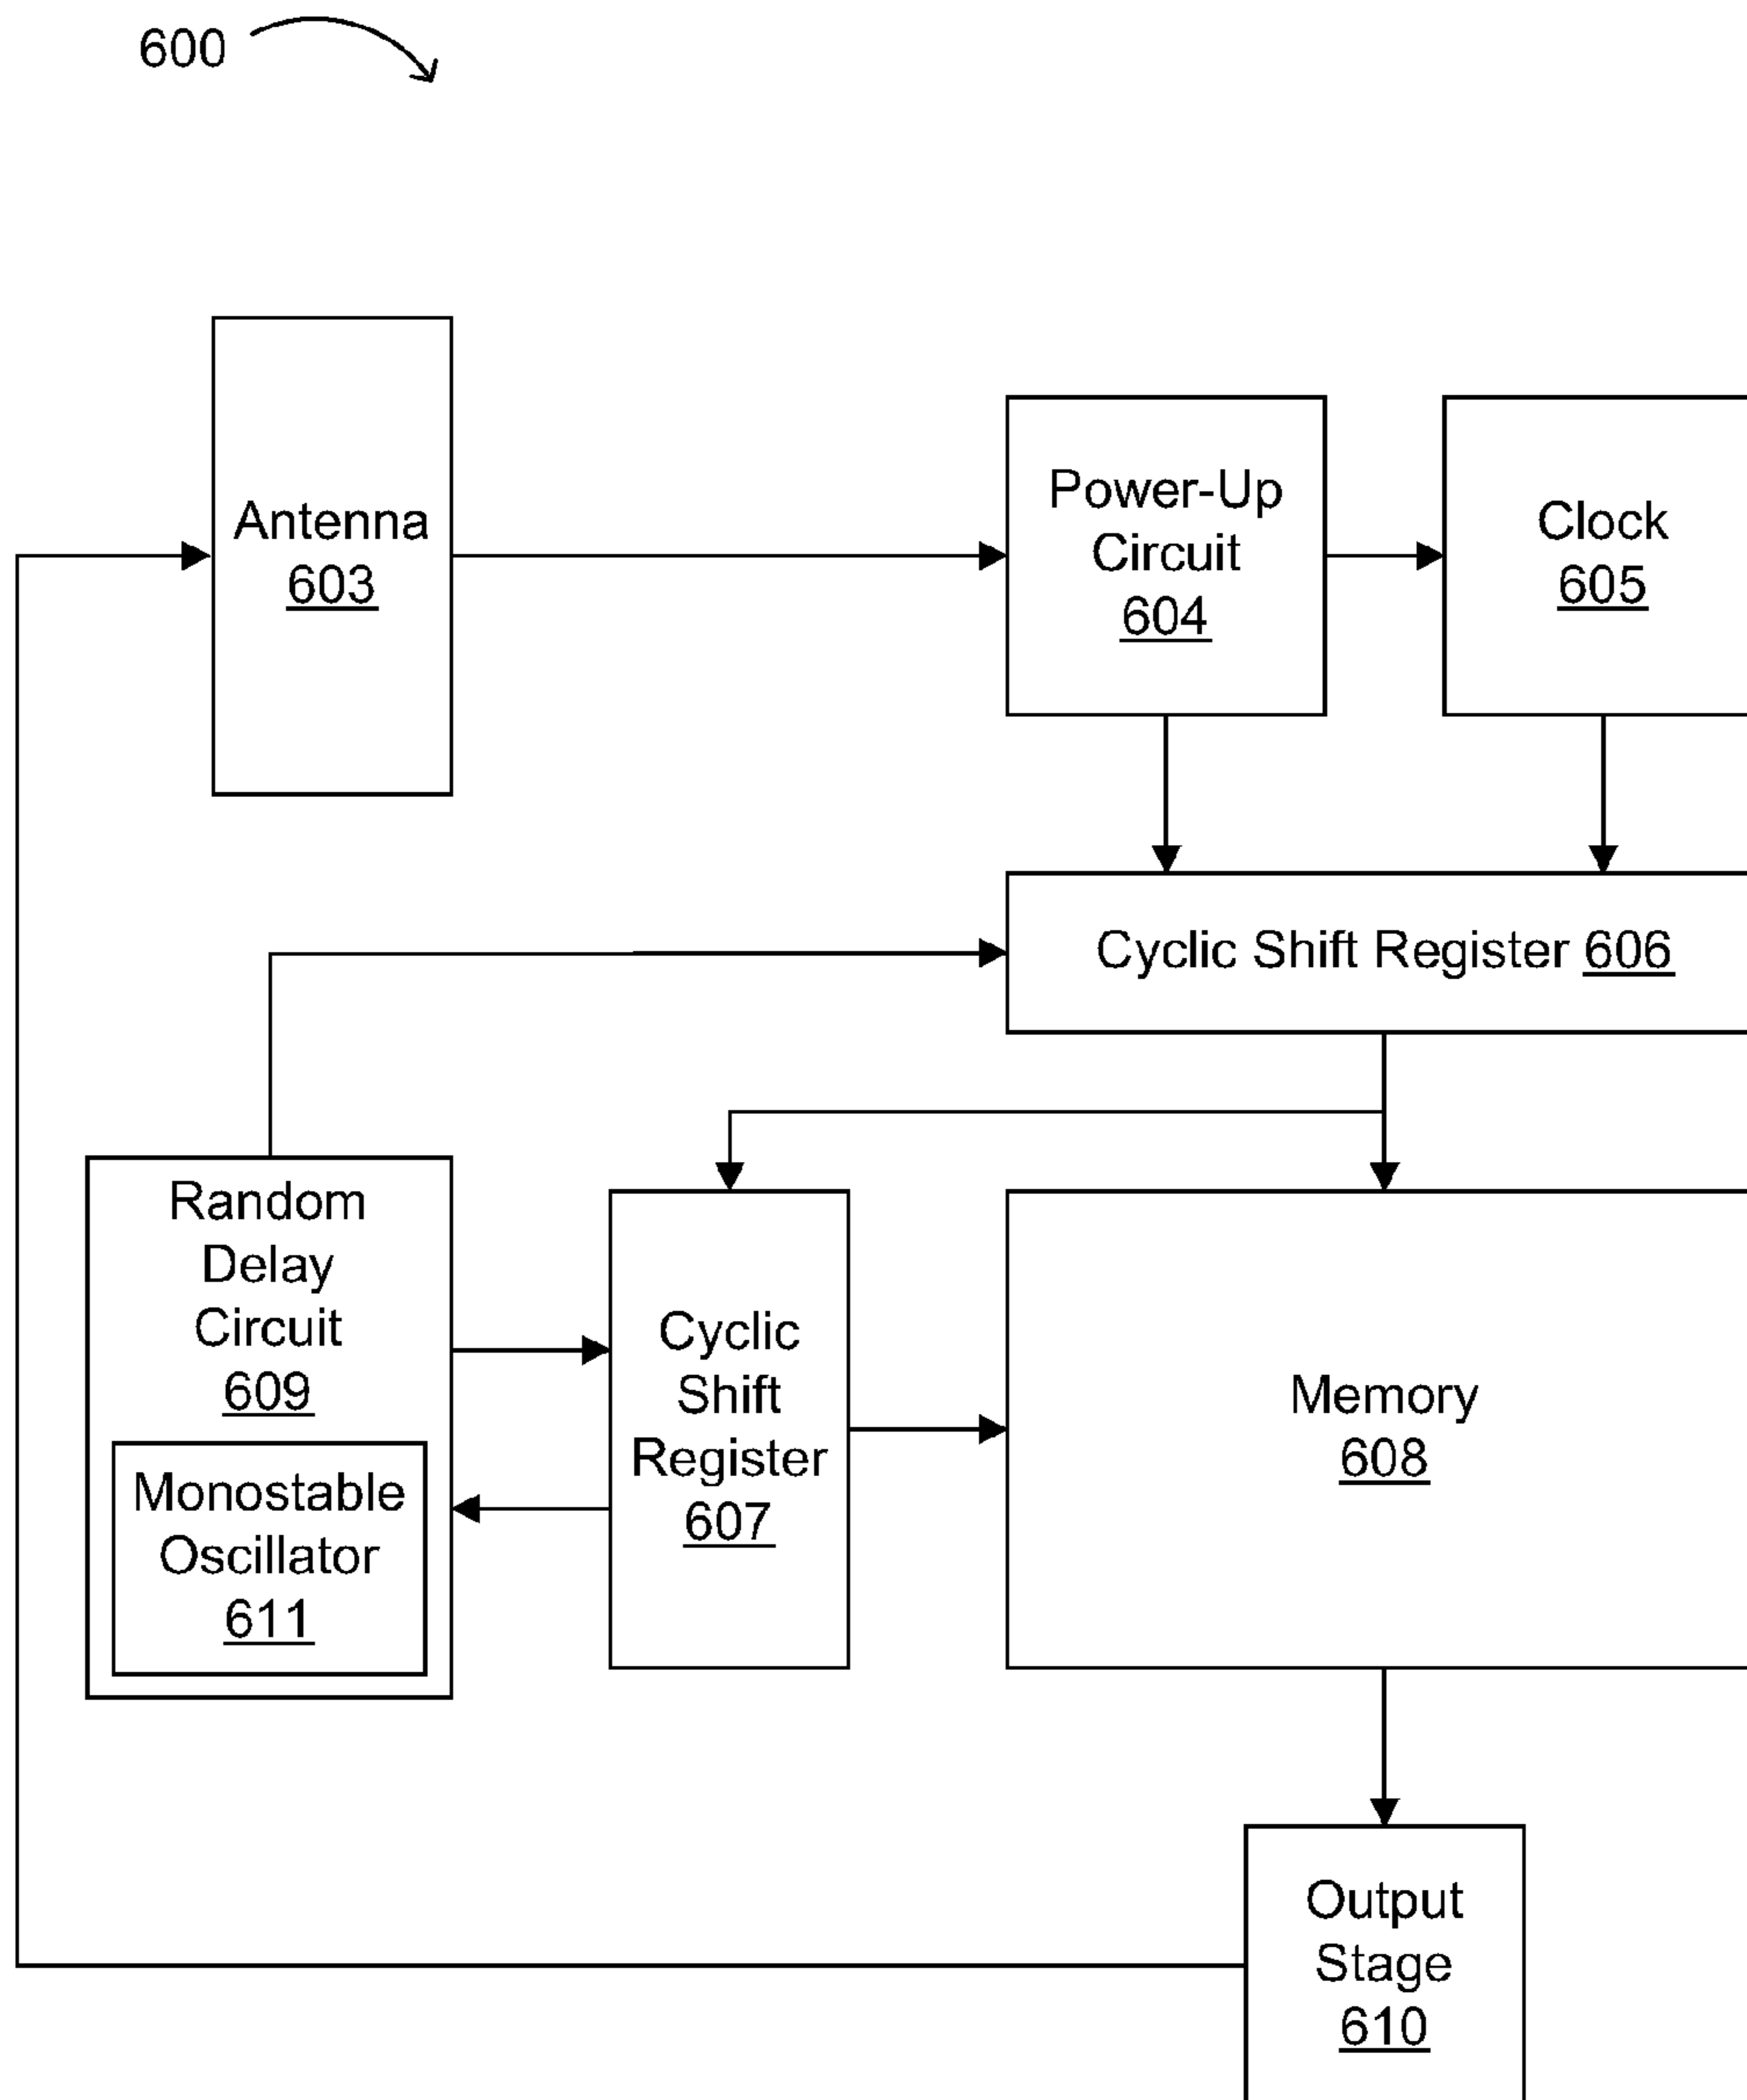 600
Antenna
603
Power-Up
Circuit
604
Clock
605
Cyclic Shift Register 606
Random
Delay
Circuit
609
Monostable
Oscillator
611
Cyclic
Shift
Register
607
Memory
608
Output
Stage
610